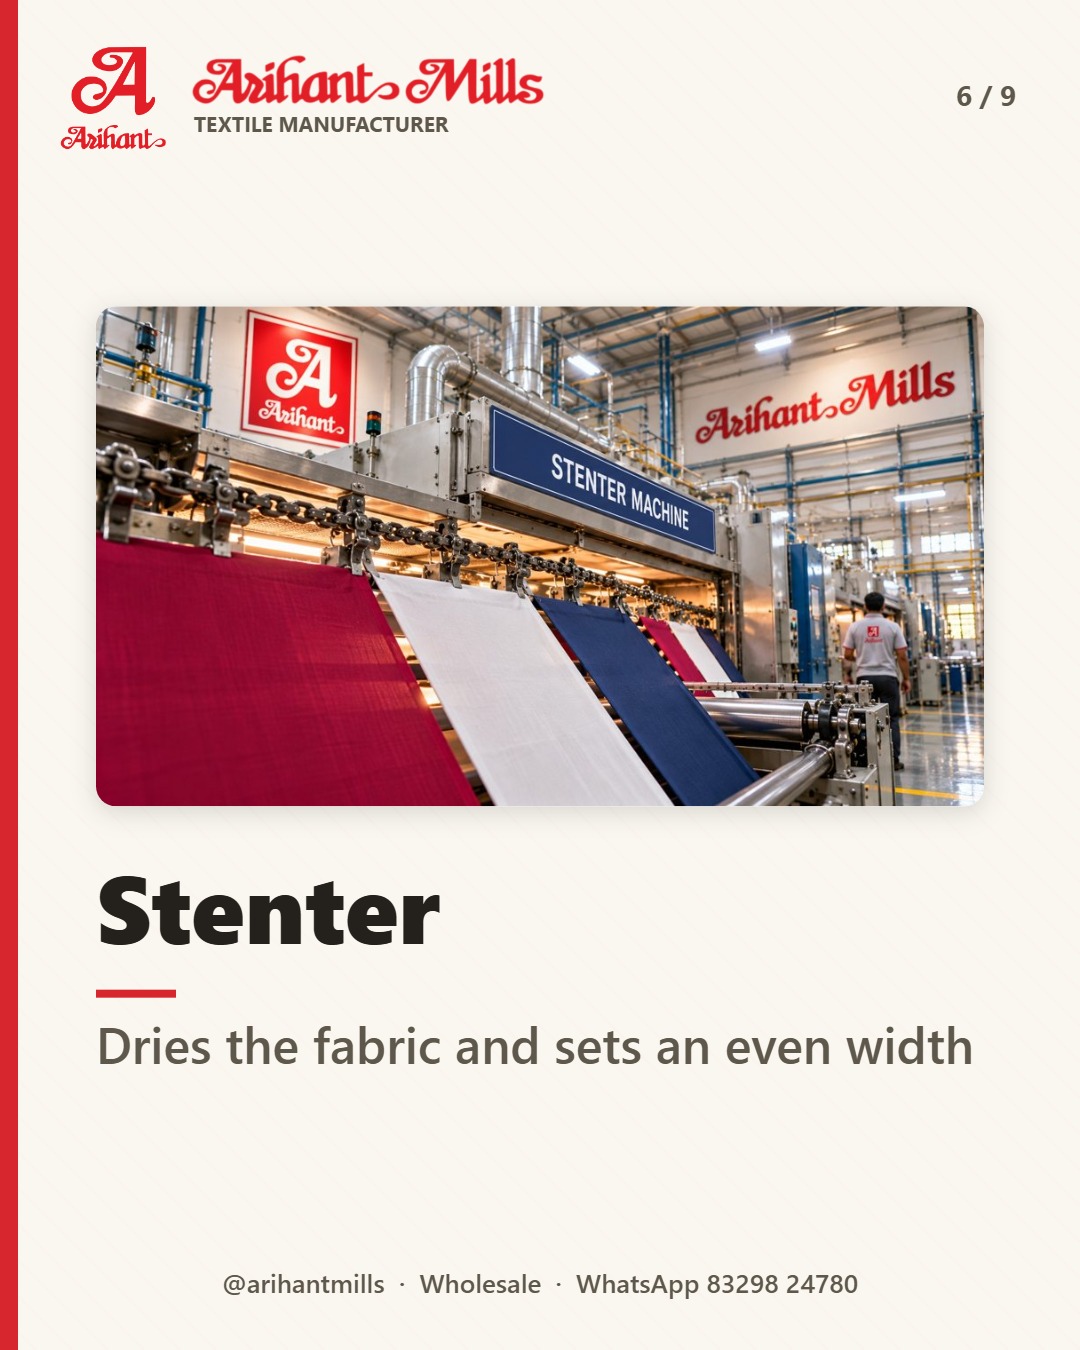 A
Arihant
Arihant Mills
TEXTILE MANUFACTURER
6 / 9
A
Arihant
Arihant Mills
STENTER MACHINE
A
Stenter
Dries the fabric and sets an even width
@arihantmills · Wholesale · WhatsApp 83298 24780